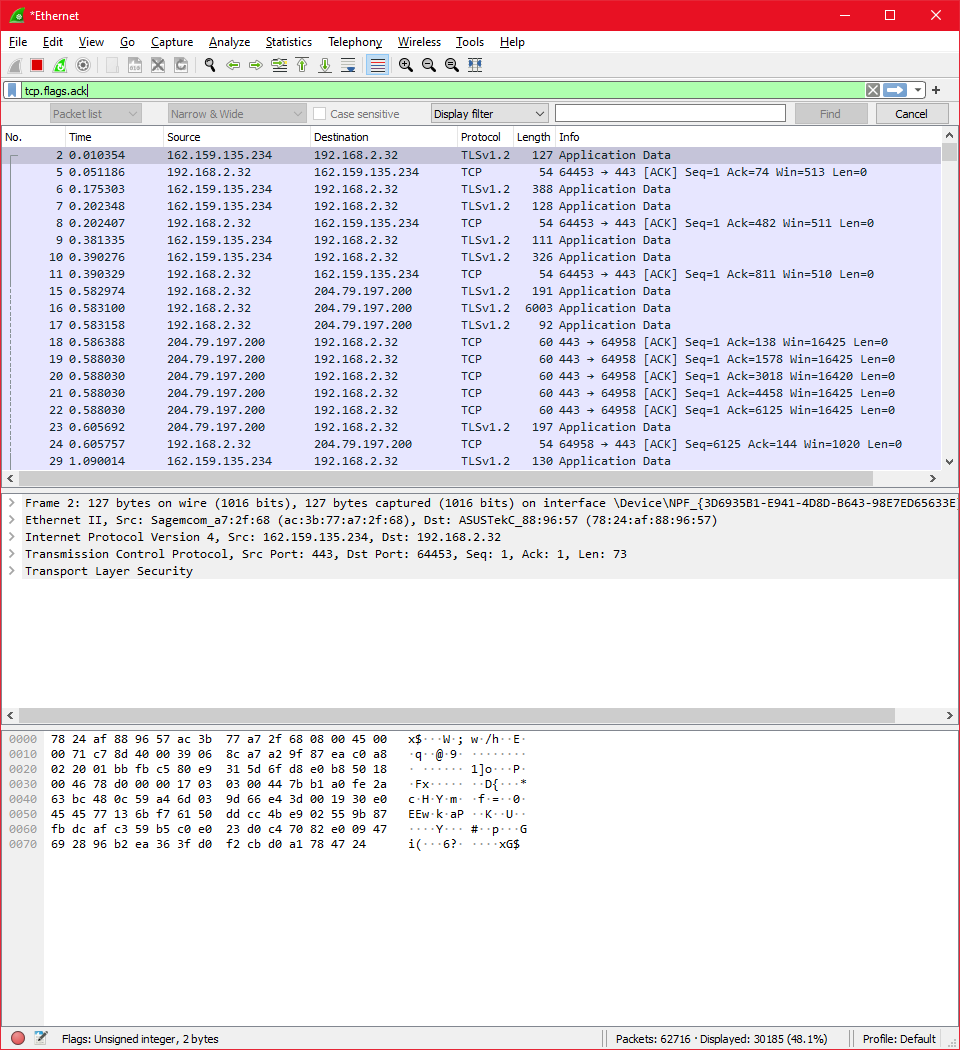 *Ethernet
File Edit View Go Capture Analyze Statistics Telephony Wireless Tools Help
tcp.flags.ack
Packet list Narrow & Wide Case sensitive Display filter Find Cancel
No. Time Source Destination Protocol Length Info
2 0.010354 162.159.135.234 192.168.2.32 TLSv1.2 127 Application Data
5 0.051186 192.168.2.32 162.159.135.234 TCP 54 64453 → 443 [ACK] Seq=1 Ack=74 Win=513 Len=0
6 0.175303 162.159.135.234 192.168.2.32 TLSv1.2 388 Application Data
7 0.202348 162.159.135.234 192.168.2.32 TLSv1.2 128 Application Data
8 0.202407 192.168.2.32 162.159.135.234 TCP 54 64453 → 443 [ACK] Seq=1 Ack=482 Win=511 Len=0
9 0.381335 162.159.135.234 192.168.2.32 TLSv1.2 111 Application Data
10 0.390276 162.159.135.234 192.168.2.32 TLSv1.2 326 Application Data
11 0.390329 192.168.2.32 162.159.135.234 TCP 54 64453 → 443 [ACK] Seq=1 Ack=811 Win=510 Len=0
15 0.582974 192.168.2.32 204.79.197.200 TLSv1.2 191 Application Data
16 0.583100 192.168.2.32 204.79.197.200 TLSv1.2 6003 Application Data
17 0.583158 192.168.2.32 204.79.197.200 TLSv1.2 92 Application Data
18 0.586388 204.79.197.200 192.168.2.32 TCP 60 443 → 64958 [ACK] Seq=1 Ack=138 Win=16425 Len=0
19 0.588030 204.79.197.200 192.168.2.32 TCP 60 443 → 64958 [ACK] Seq=1 Ack=1578 Win=16425 Len=0
20 0.588030 204.79.197.200 192.168.2.32 TCP 60 443 → 64958 [ACK] Seq=1 Ack=3018 Win=16420 Len=0
21 0.588030 204.79.197.200 192.168.2.32 TCP 60 443 → 64958 [ACK] Seq=1 Ack=4458 Win=16425 Len=0
22 0.588030 204.79.197.200 192.168.2.32 TCP 60 443 → 64958 [ACK] Seq=1 Ack=6125 Win=16425 Len=0
23 0.605692 204.79.197.200 192.168.2.32 TLSv1.2 197 Application Data
24 0.605757 192.168.2.32 204.79.197.200 TCP 54 64958 → 443 [ACK] Seq=6125 Ack=144 Win=1020 Len=0
29 1.090014 162.159.135.234 192.168.2.32 TLSv1.2 130 Application Data
Frame 2: 127 bytes on wire (1016 bits), 127 bytes captured (1016 bits) on interface \Device\NPF_{3D6935B1-E941-4D8D-B643-98E7ED65633E
Ethernet II, Src: Sagemcom_a7:2f:68 (ac:3b:77:a7:2f:68), Dst: ASUSTekC_88:96:57 (78:24:af:88:96:57)
Internet Protocol Version 4, Src: 162.159.135.234, Dst: 192.168.2.32
Transmission Control Protocol, Src Port: 443, Dst Port: 64453, Seq: 1, Ack: 1, Len: 73
Transport Layer Security
0000 78 24 af 88 96 57 ac 3b 77 a7 2f 68 08 00 45 00 x$···W·; w·/h··E·
0010 00 71 c7 8d 40 00 39 06 8c a7 a2 9f 87 ea c0 a8 ·q··@·9· ········
0020 02 20 01 bb fb c5 80 e9 31 5d 6f d8 e0 b8 50 18 · ······ 1]o···P·
0030 00 46 78 d0 00 00 17 03 03 00 44 7b b1 a0 fe 2a ·Fx····· ··D{···*
0040 63 bc 48 0c 59 a4 6d 03 9d 66 e4 3d 00 19 30 e0 c·H·Y·m· ·f·=··0·
0050 45 45 77 13 6b f7 61 50 dd cc 4b e9 02 55 9b 87 EEw·k·aP ··K··U··
0060 fb dc af c3 59 b5 c0 e0 23 d0 c4 70 82 e0 09 47 ····Y··· #··p···G
0070 69 28 96 b2 ea 36 3f d0 f2 cb d0 a1 78 47 24 i(···6?· ····xG$
Flags: Unsigned integer, 2 bytes Packets: 62716 · Displayed: 30185 (48.1%) Profile: Default